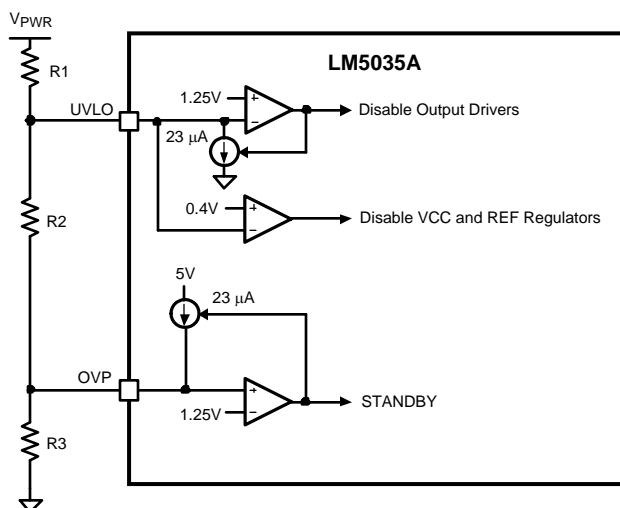 VPWR
R1
LM5035A
1.25V
+
Disable Output Drivers
UVLO
−
23 μA
0.4V
+
Disable VCC and REF Regulators
−
R2
5V
23 μA
OVP
+
STANDBY
1.25V
−
R3